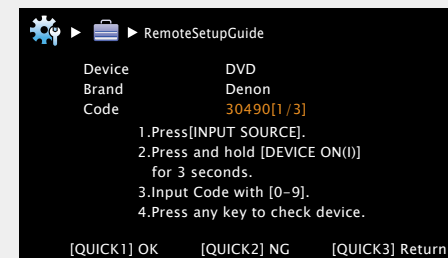 RemoteSetupGuide
Device DVD
Brand Denon
Code 30490[1/3]
1.Press[INPUT SOURCE].
2.Press and hold [DEVICE ON(I)]
for 3 seconds.
3.Input Code with [0-9].
4.Press any key to check device.
[QUICK1] OK [QUICK2] NG [QUICK3] Return